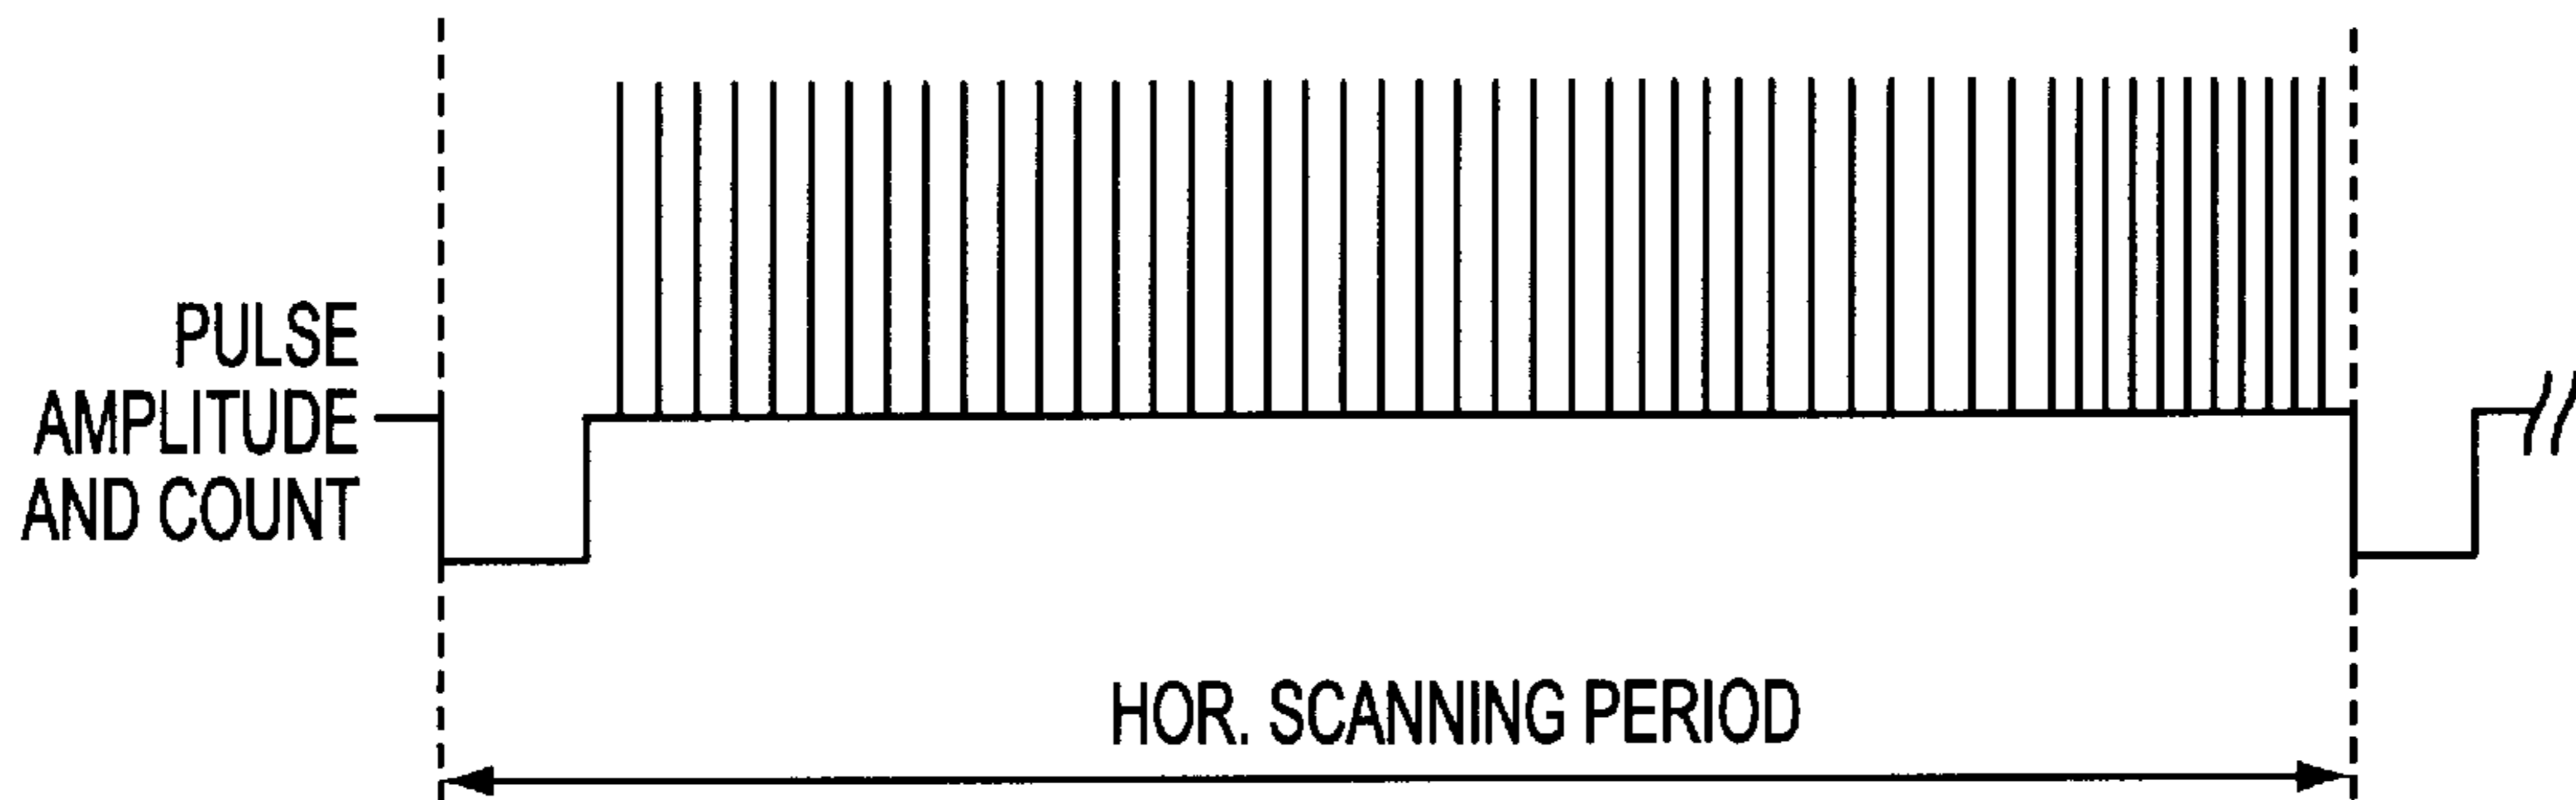 PULSE
AMPLITUDE
AND COUNT
HOR. SCANNING PERIOD